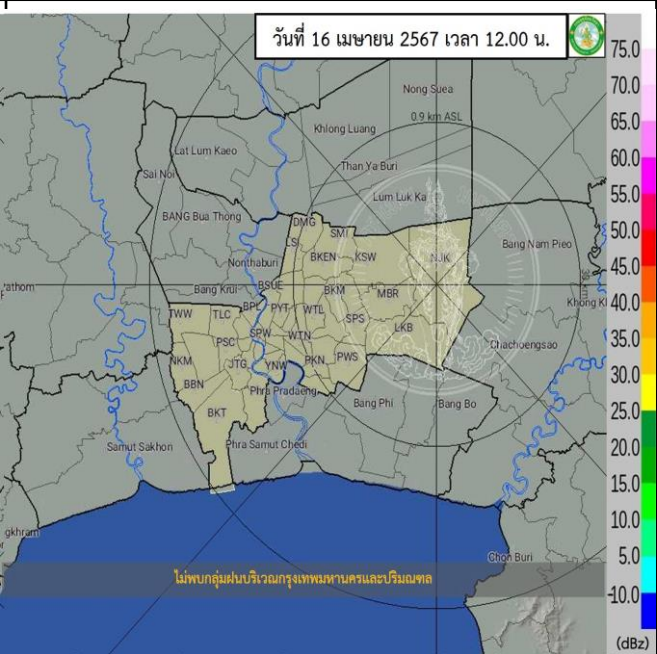 วันที่ 16 เมษายน 2567 เวลา 12.00 น.
75.0
70.0
65.0
60.0
55.0
50.0
45.0
40.0
35.0
30.0
25.0
20.0
15.0
10.0
5.0
-10.0
(dBz)
Nong Suea
0.9 km ASL
Khlong Luang
Lat Lum Kaeo
Than Ya Buri
Sai Noi
Lum Luk Ka
BANG Bua Thong
DMG
SMI
LSI
Bang Nam Pieo
Nonthaburi
BKEN
KSW
NJK
Bang Krui
BSUE
BKM
MBR
TWW
TLC
BPL
PYT
WTL
SPS
LKB
PSC
SPW
WTN
Chachoengsao
NKM
JTG
YNW
PKN
PWS
BBN
Phra Pradaeng
BKT
Bang Phi
Bang Bo
Samut Sakhon
Phra Samut Chedi
gkhram
Chon Buri
ไม่พบกลุ่มฝนบริเวณกรุงเทพมหานครและปริมณฑล